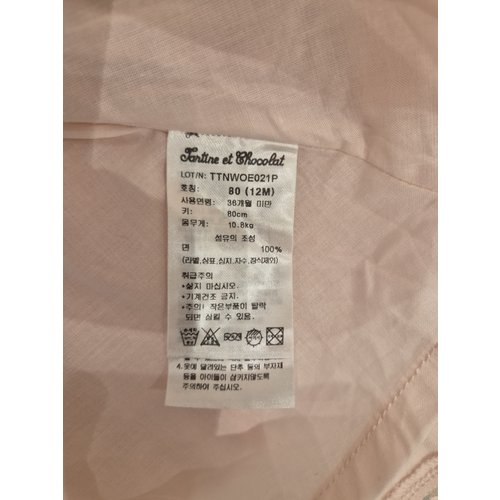 Tartine et Chocolat
LOT/N: TTNWOE021P
호칭: 80 (12M)
사용연령: 36개월 미만
키: 80cm
몸무게: 10.8kg
섬유의 조성
면 100%
(라벨,상표,심지,자수,장식제외)
취급주의
•삶지 마십시오.
•기계건조 금지
•주의! 작은부품이 탈락
되면 삼킬 수 있음.
4.옷에 달려있는 단추 등의 부자재
등을 아이들이 삼키지않도록
주의하여 주십시오.